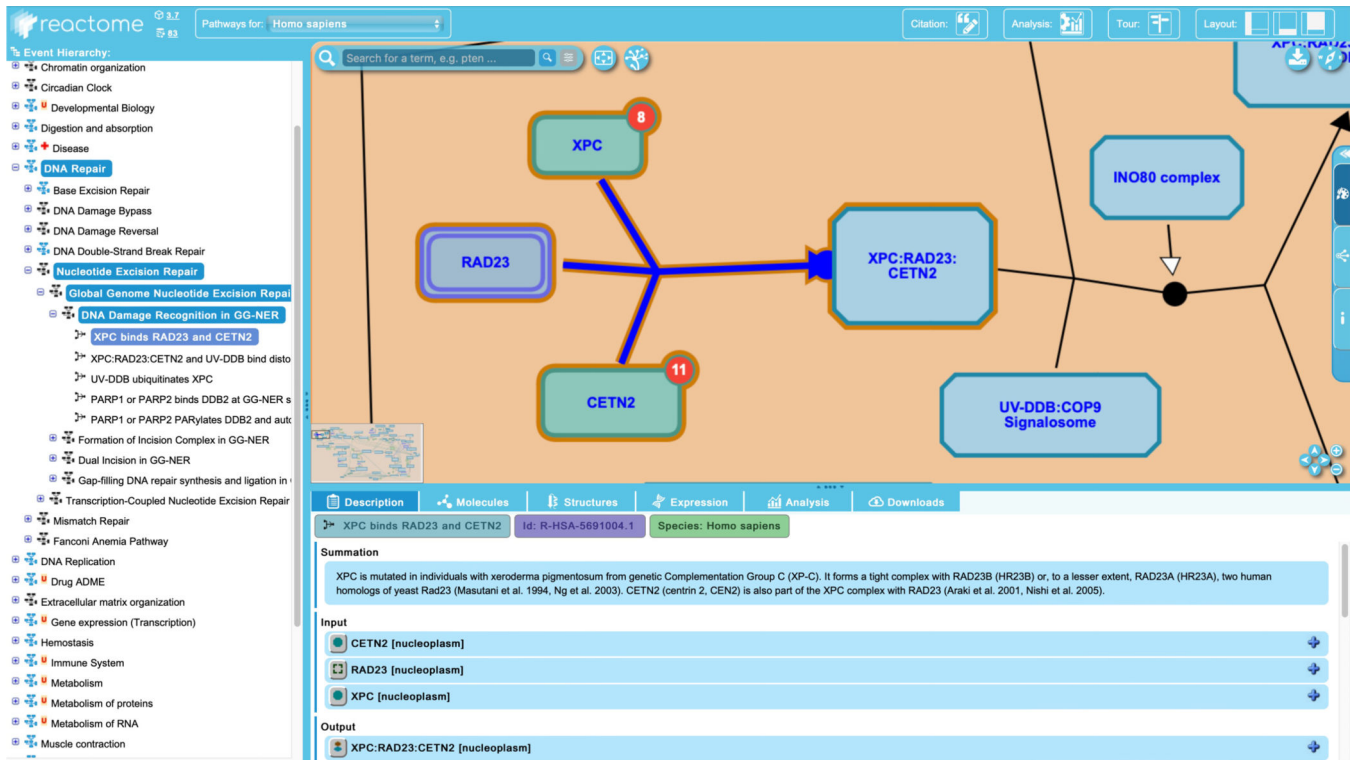 reactome
3.7
83
Pathways for: Homo sapiens
Citation:
Analysis:
Tour:
Layout:
Event Hierarchy:
Chromatin organization
Circadian Clock
U Developmental Biology
Digestion and absorption
Disease
DNA Repair
Base Excision Repair
DNA Damage Bypass
DNA Damage Reversal
DNA Double-Strand Break Repair
Nucleotide Excision Repair
Global Genome Nucleotide Excision Repai
DNA Damage Recognition in GG-NER
XPC binds RAD23 and CETN2
XPC:RAD23:CETN2 and UV-DDB bind disto
UV-DDB ubiquitinates XPC
PARP1 or PARP2 binds DDB2 at GG-NER s
PARP1 or PARP2 PARylates DDB2 and auto
Formation of Incision Complex in GG-NER
Dual Incision in GG-NER
Gap-filling DNA repair synthesis and ligation in
Transcription-Coupled Nucleotide Excision Repair
Mismatch Repair
Fanconi Anemia Pathway
DNA Replication
U Drug ADME
Extracellular matrix organization
U Gene expression (Transcription)
Hemostasis
U Immune System
U Metabolism
U Metabolism of proteins
U Metabolism of RNA
Muscle contraction
Search for a term, e.g. pten ...
XPC
8
RAD23
CETN2
11
XPC:RAD23:
CETN2
INO80 complex
UV-DDB:COP9
Signalosome
Description
Molecules
Structures
Expression
Analysis
Downloads
XPC binds RAD23 and CETN2
Id: R-HSA-5691004.1
Species: Homo sapiens
Summation
XPC is mutated in individuals with xeroderma pigmentosum from genetic Complementation Group C (XP-C). It forms a tight complex with RAD23B (HR23B) or, to a lesser extent, RAD23A (HR23A), two human
homologs of yeast Rad23 (Masutani et al. 1994, Ng et al. 2003). CETN2 (centrin 2, CEN2) is also part of the XPC complex with RAD23 (Araki et al. 2001, Nishi et al. 2005).
Input
CETN2 [nucleoplasm]
RAD23 [nucleoplasm]
XPC [nucleoplasm]
Output
XPC:RAD23:CETN2 [nucleoplasm]